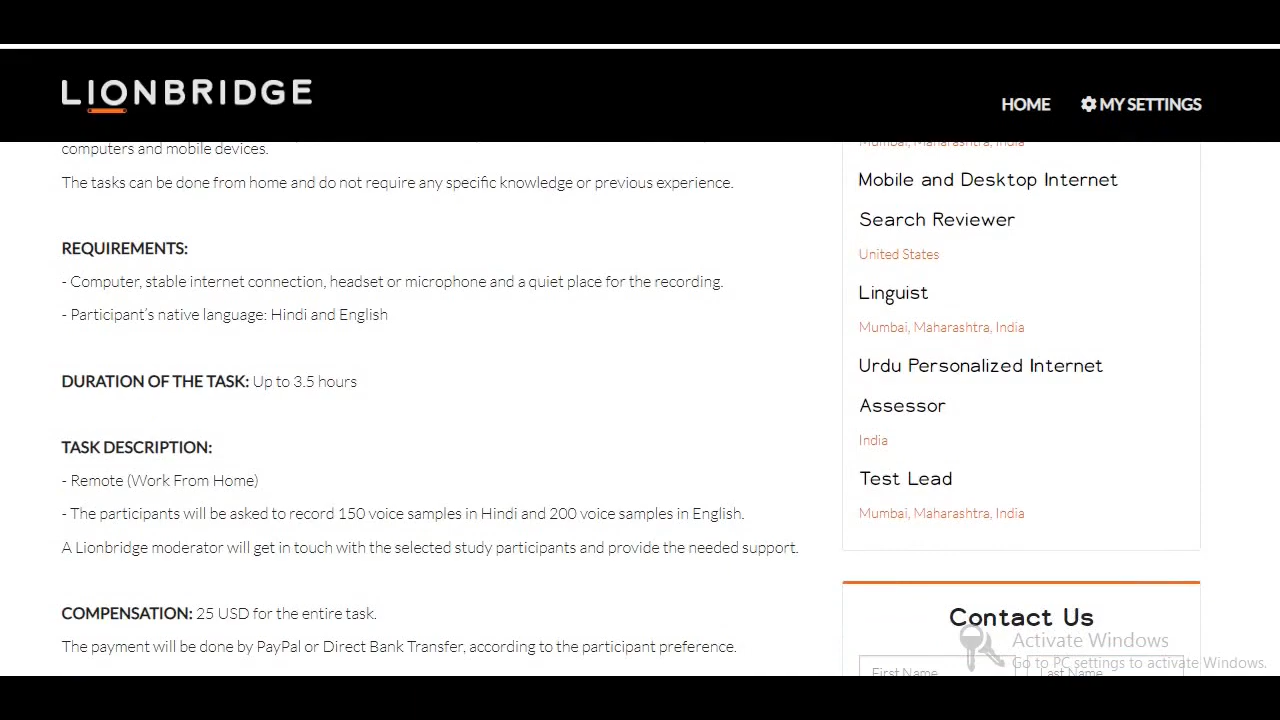 LIONBRIDGE
HOME
MY SETTINGS
computers and mobile devices.
The tasks can be done from home and do not require any specific knowledge or previous experience.
REQUIREMENTS:
- Computer, stable internet connection, headset or microphone and a quiet place for the recording.
- Participant's native language: Hindi and English
DURATION OF THE TASK: Up to 3.5 hours
TASK DESCRIPTION:
- Remote (Work From Home)
- The participants will be asked to record 150 voice samples in Hindi and 200 voice samples in English.
A Lionbridge moderator will get in touch with the selected study participants and provide the needed support.
COMPENSATION: 25 USD for the entire task.
The payment will be done by PayPal or Direct Bank Transfer, according to the participant preference.
Mumbai, Maharashtra, India
Mobile and Desktop Internet
Search Reviewer
United States
Linguist
Mumbai, Maharashtra, India
Urdu Personalized Internet
Assessor
India
Test Lead
Mumbai, Maharashtra, India
Contact Us
First Name
Last Name
Activate Windows
Go to PC settings to activate Windows.